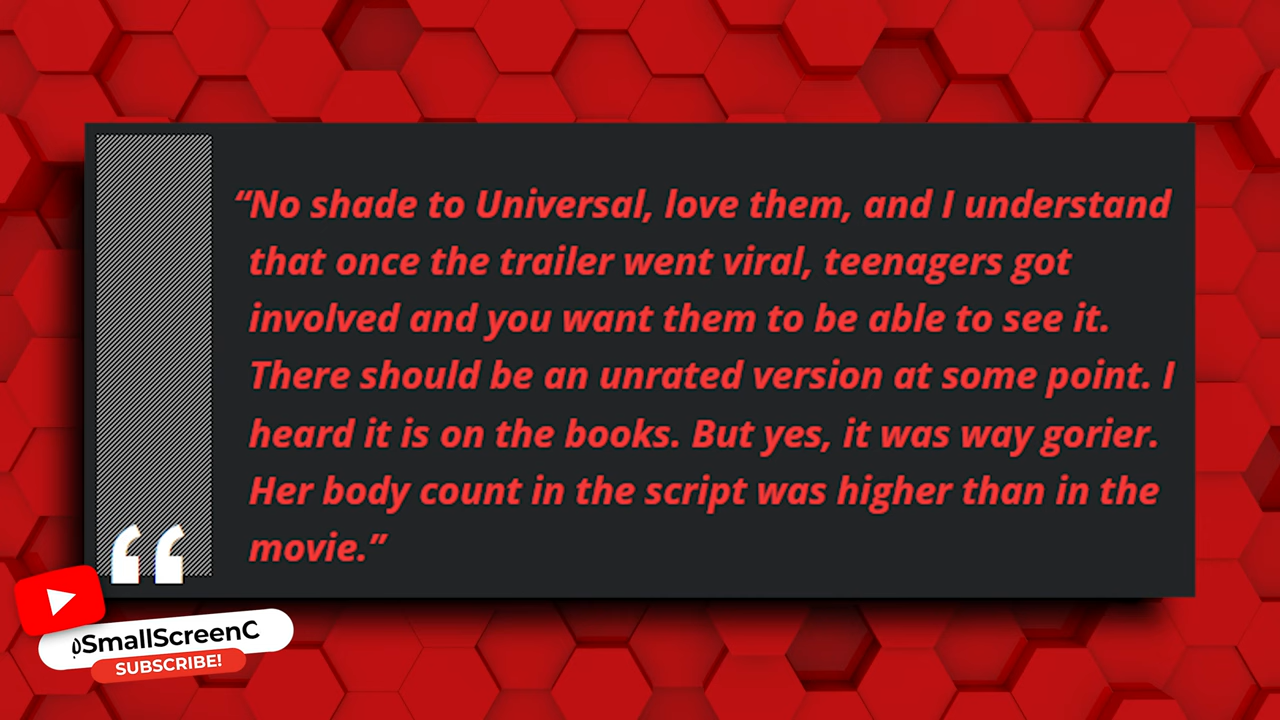 “No shade to Universal, love them, and I understand
that once the trailer went viral, teenagers got
involved and you want them to be able to see it.
There should be an unrated version at some point. I
heard it is on the books. But yes, it was way gorier.
Her body count in the script was higher than in the
movie.”
SmallScreenC
SUBSCRIBE!